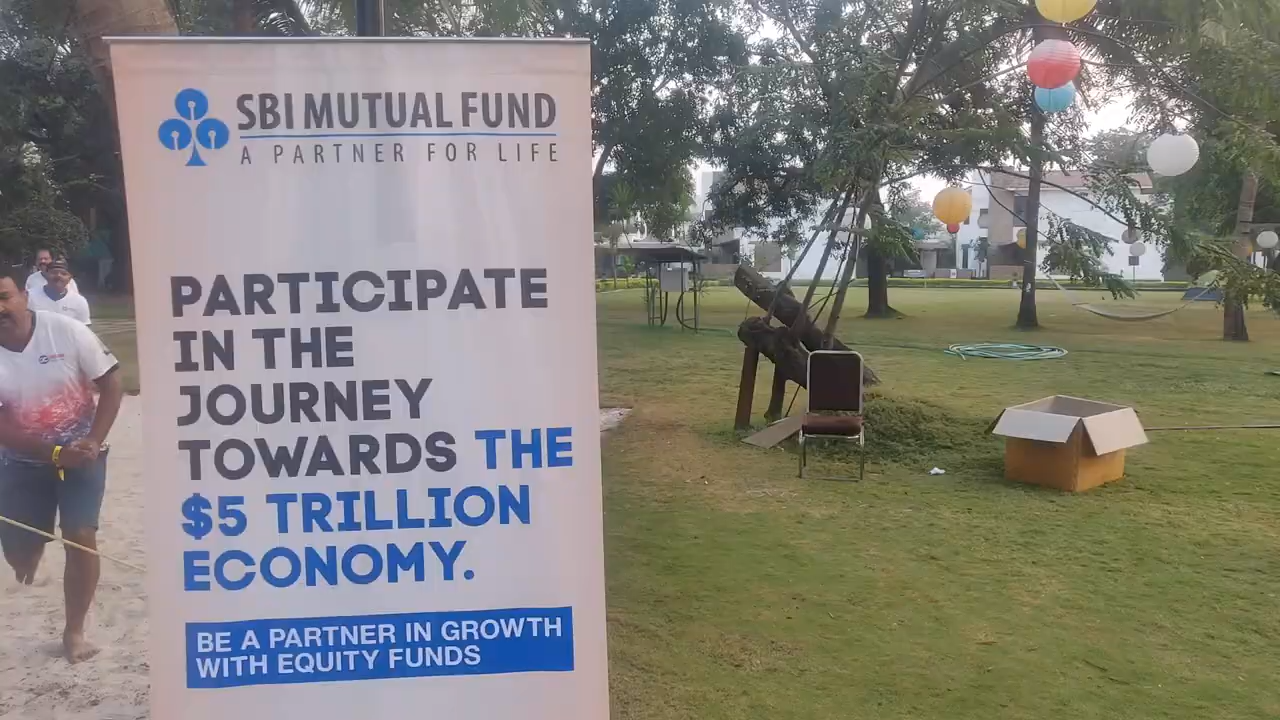 SBI MUTUAL FUND
A PARTNER FOR LIFE
PARTICIPATE
IN THE
JOURNEY
TOWARDS THE
$5 TRILLION
ECONOMY.
BE A PARTNER IN GROWTH
WITH EQUITY FUNDS